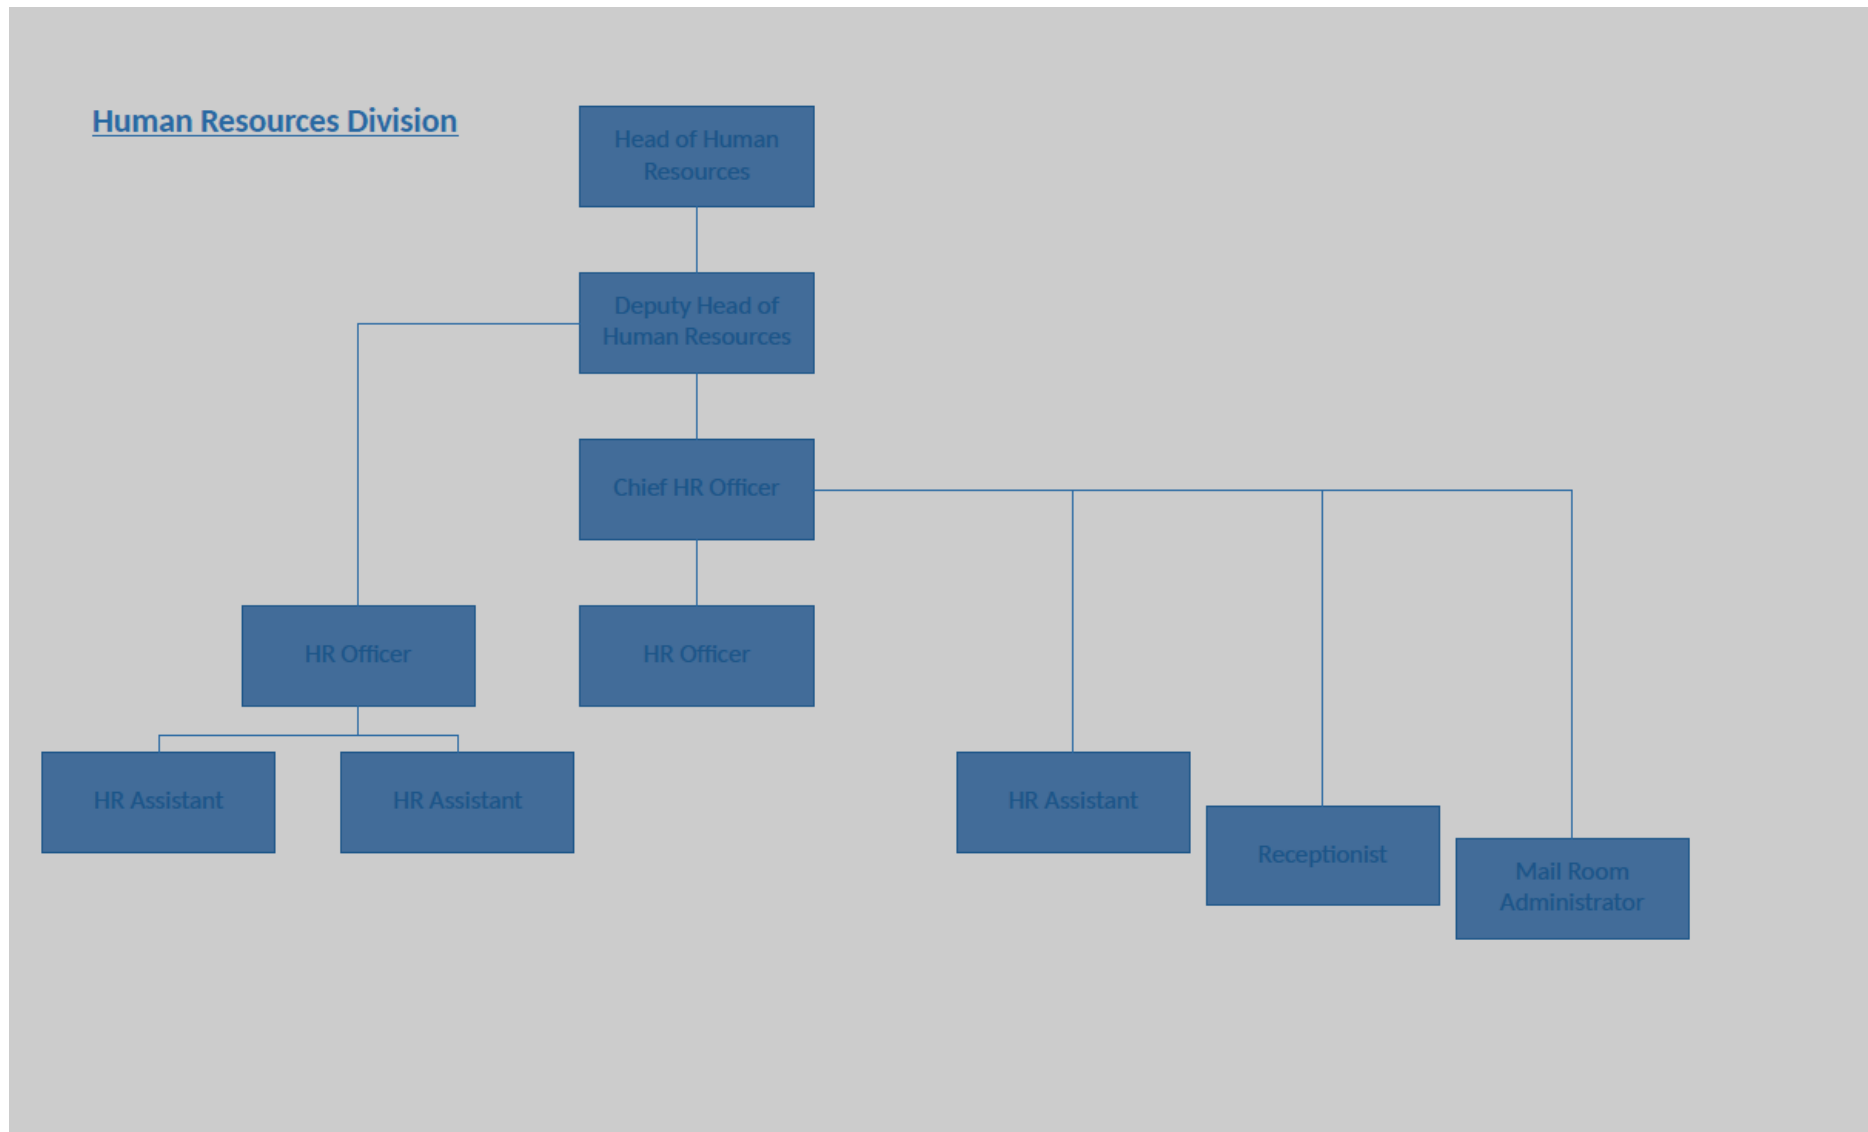 Human Resources Division
Head of Human
Resources
Deputy Head of
Human Resources
Chief HR Officer
HR Officer
HR Officer
HR Assistant
HR Assistant
HR Assistant
Receptionist
Mail Room
Administrator